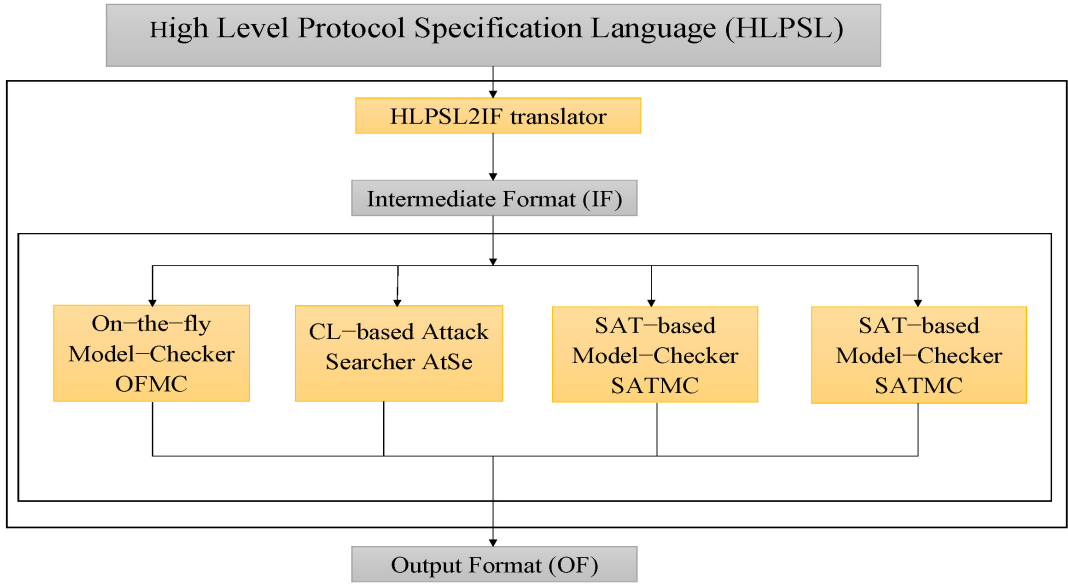 High Level Protocol Specification Language (HLPSL)
HLPSL2IF translator
Intermediate Format (IF)
On−the−fly
Model−Checker
OFMC
CL−based Attack
Searcher AtSe
SAT−based
Model−Checker
SATMC
SAT−based
Model−Checker
SATMC
Output Format (OF)